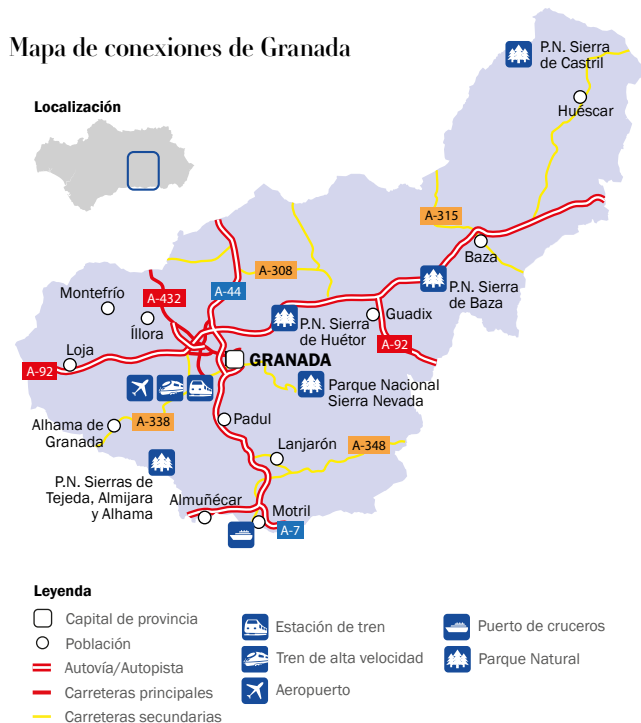 Mapa de conexiones de Granada
Localización
P.N. Sierra
de Castril
Huéscar
A-315
Baza
A-308
A-44
A-432
Montefrío
Íllora
P.N. Sierra
de Baza
P.N. Sierra
de Huétor
Guadix
A-92
Loja
A-92
GRANADA
Parque Nacional
Sierra Nevada
A-338
Padul
Alhama de
Granada
Lanjarón
A-348
P.N. Sierras de
Tejeda, Almijara
y Alhama
Almuñécar
Motril
A-7
Leyenda
Capital de provincia
Población
Autovía/Autopista
Carreteras principales
Carreteras secundarias
Estación de tren
Tren de alta velocidad
Aeropuerto
Puerto de cruceros
Parque Natural